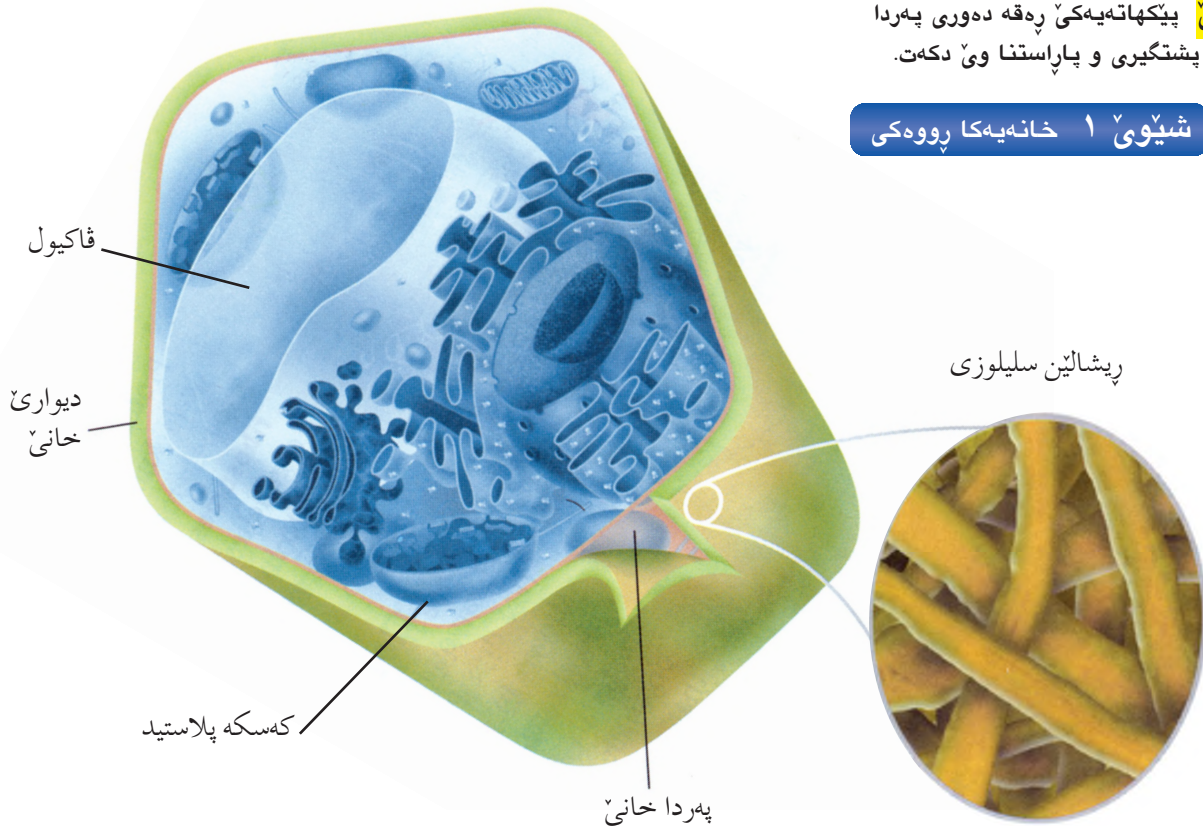 پێکهاتەیەکێ ڕەقە دەوری پەردا
پشتگیری و پاڕاستنا وێ دکەت.
شێوێ ١ خانەیەکا ڕووەکی
ڤاکیول
ڕیشالێن سلیلوزی
دیوارێ
خانێ
کەسکە پلاستید
پەردا خانێ